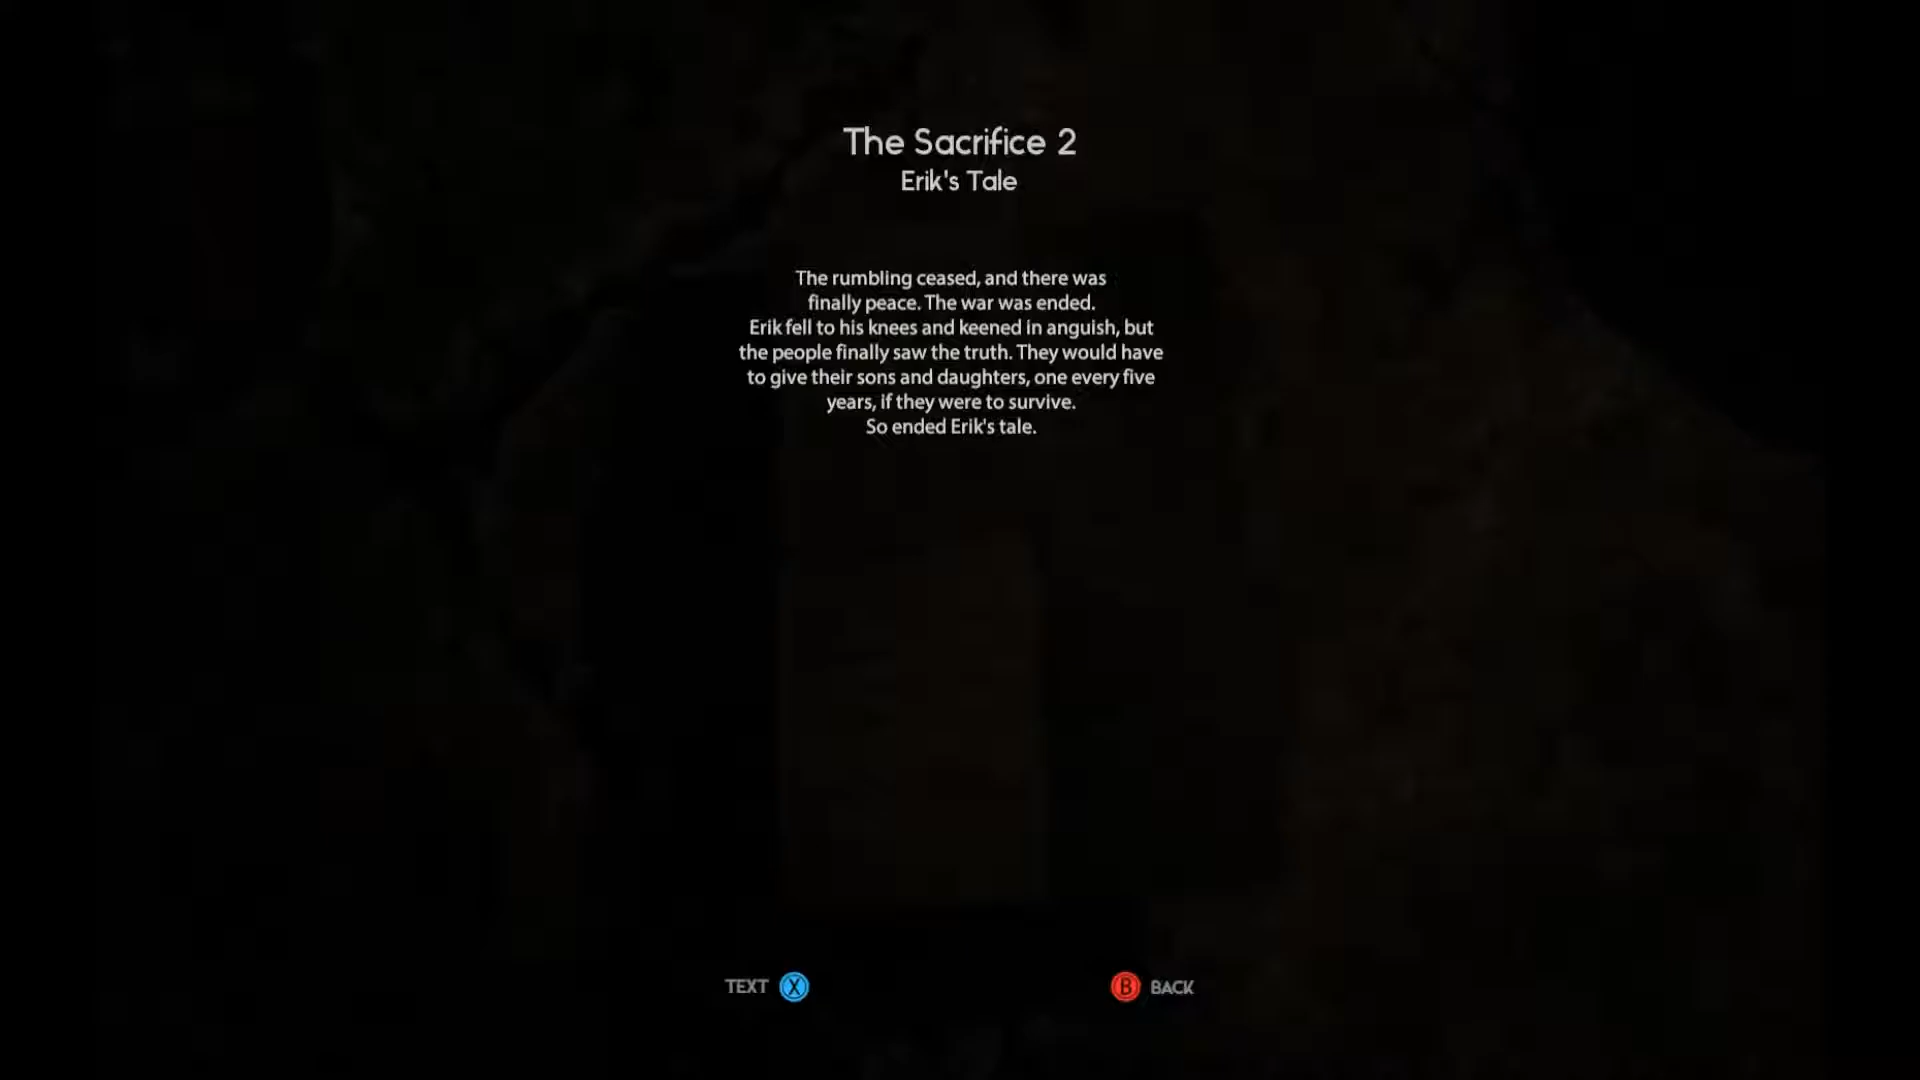 The Sacrifice 2
Erik's Tale
The rumbling ceased, and there was
finally peace. The war was ended.
Erik fell to his knees and keened in anguish, but
the people finally saw the truth. They would have
to give their sons and daughters, one every five
years, if they were to survive.
So ended Erik's tale.
TEXT X B BACK